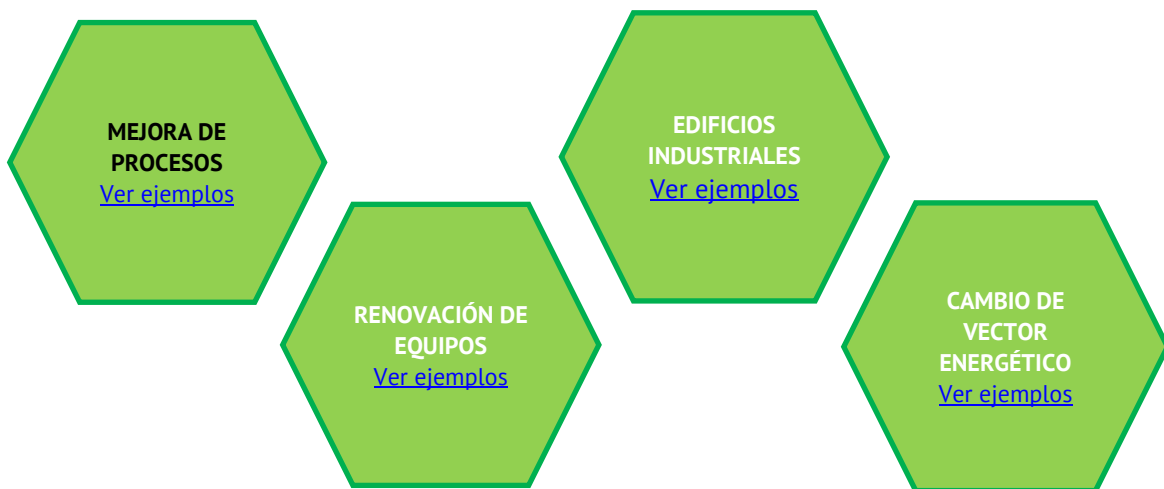 MEJORA DE
PROCESOS
Ver ejemplos
EDIFICIOS
INDUSTRIALES
Ver ejemplos
RENOVACIÓN DE
EQUIPOS
Ver ejemplos
CAMBIO DE
VECTOR
ENERGÉTICO
Ver ejemplos